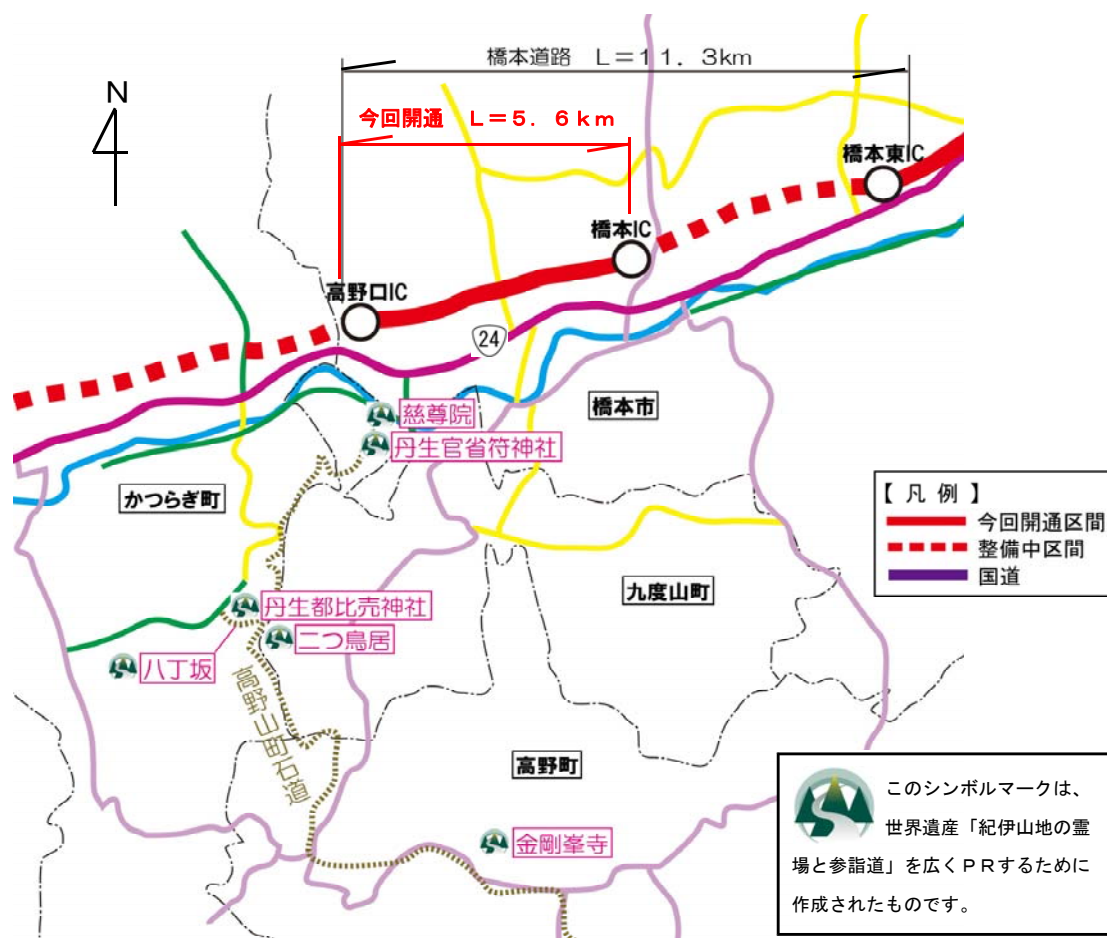 橋本道路 L=11.3km
N
今回開通 L=5.6km
橋本東IC
橋本IC
高野口IC
24
慈尊院
橋本市
丹生官省符神社
かつらぎ町
【 凡 例 】
今回開通区間
整備中区間
国道
九度山町
丹生都比売神社
二つ鳥居
八丁坂
高野山町石道
高野町
金剛峯寺
このシンボルマークは、
世界遺産「紀伊山地の霊
場と参詣道」を広くPRするために
作成されたものです。